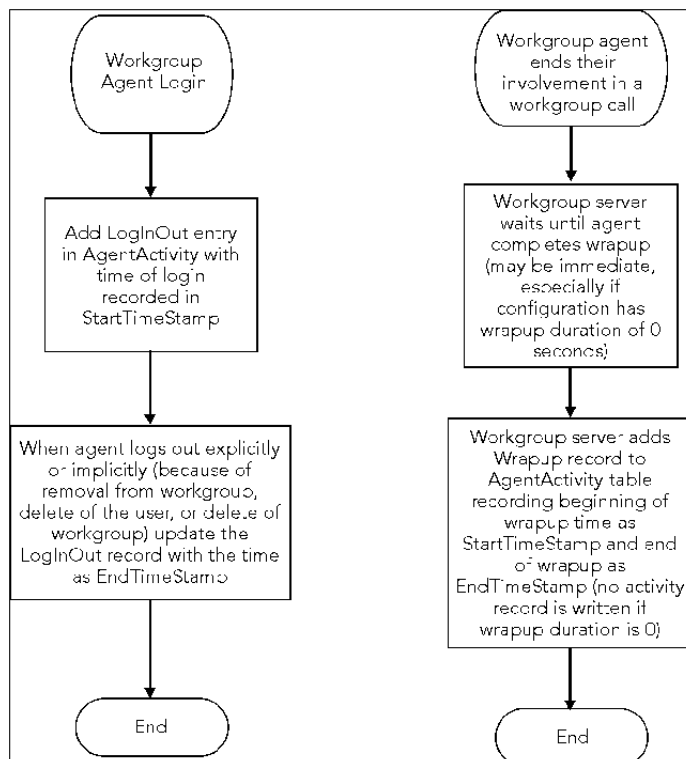 Workgroup
Agent Login
Add LogInOut entry
in AgentActivity with
time of login
recorded in
StartTimeStamp
When agent logs out explicitly
or implicitly (because of
removal from workgroup,
delete of the user, or delete of
workgroup) update the
LogInOut record with the time
as EndTimeStamp
End
Workgroup agent
ends their
involvement in a
workgroup call
Workgroup server
waits until agent
completes wrapup
(may be immediate,
especially if
configuration has
wrapup duration of 0
seconds)
Workgroup server adds
Wrapup record to
AgentActivity table
recording beginning of
wrapup time as
StartTimeStamp and end
of wrapup as
EndTimeStamp (no activity
record is written if
wrapup duration is 0)
End